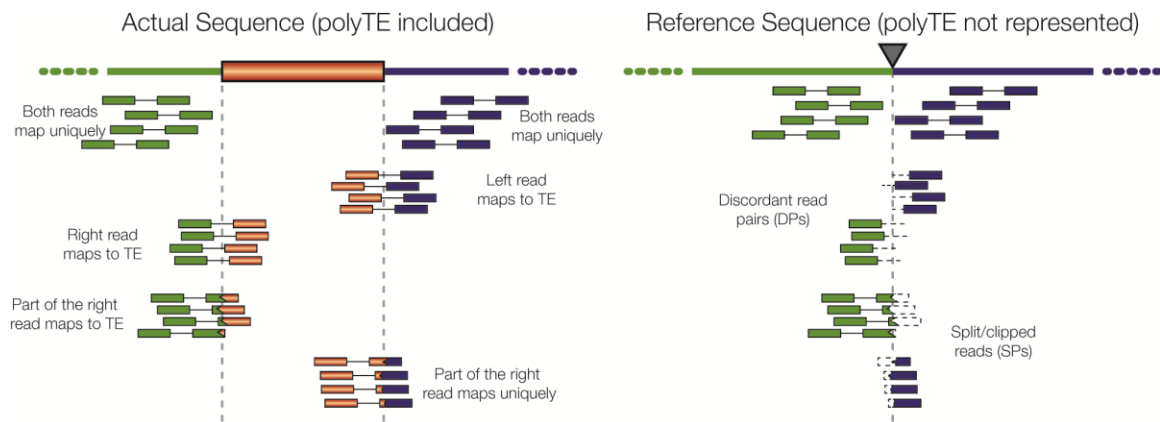 Actual Sequence (polyTE included)
Reference Sequence (polyTE not represented)
Both reads
map uniquely
Both reads
map uniquely
Left read
maps to TE
Right read
maps to TE
Part of the right
read maps to TE
Part of the right
read maps uniquely
Discordant read
pairs (DPs)
Split/clipped
reads (SPs)